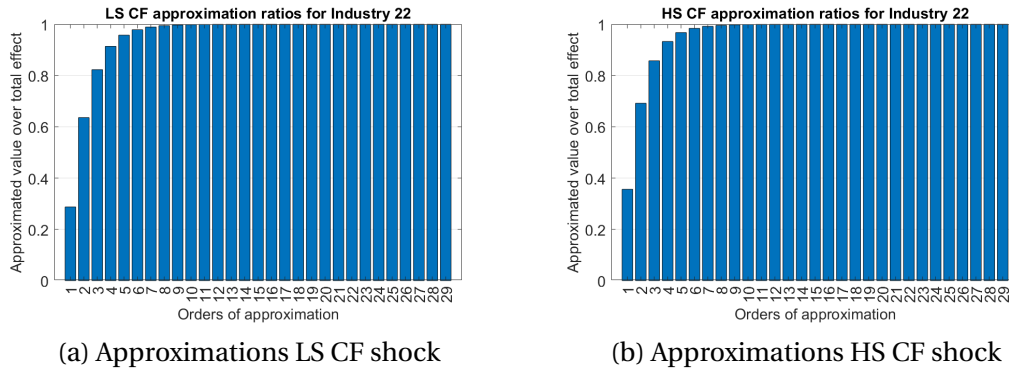 LS CF approximation ratios for Industry 22
Approximated value over total effect
1
0.8
0.6
0.4
0.2
0
1 2 3 4 5 6 7 8 9 10 11 12 13 14 15 16 17 18 19 20 21 22 23 24 25 26 27 28 29
Orders of approximation
(a) Approximations LS CF shock
HS CF approximation ratios for Industry 22
Approximated value over total effect
1
0.8
0.6
0.4
0.2
0
1 2 3 4 5 6 7 8 9 10 11 12 13 14 15 16 17 18 19 20 21 22 23 24 25 26 27 28 29
Orders of approximation
(b) Approximations HS CF shock